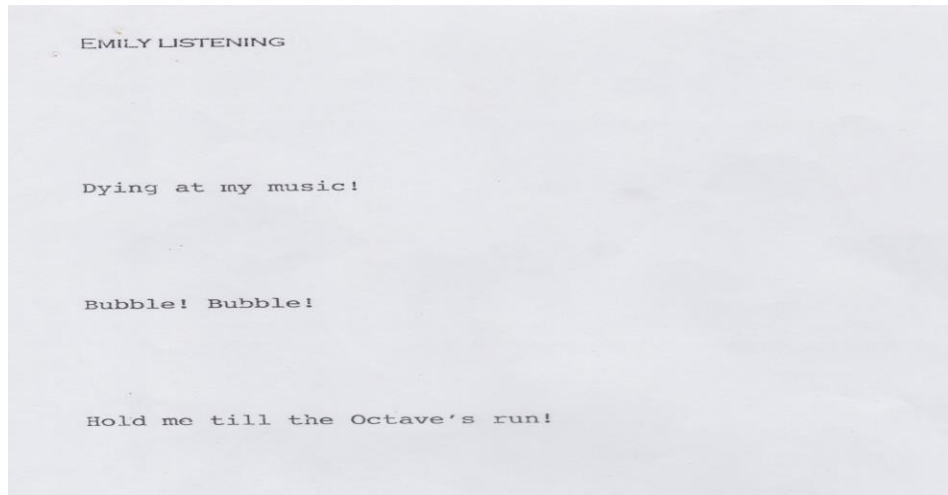 EMILY LISTENING
Dying at my music!
Bubble! Bubble!
Hold me till the Octave's run!